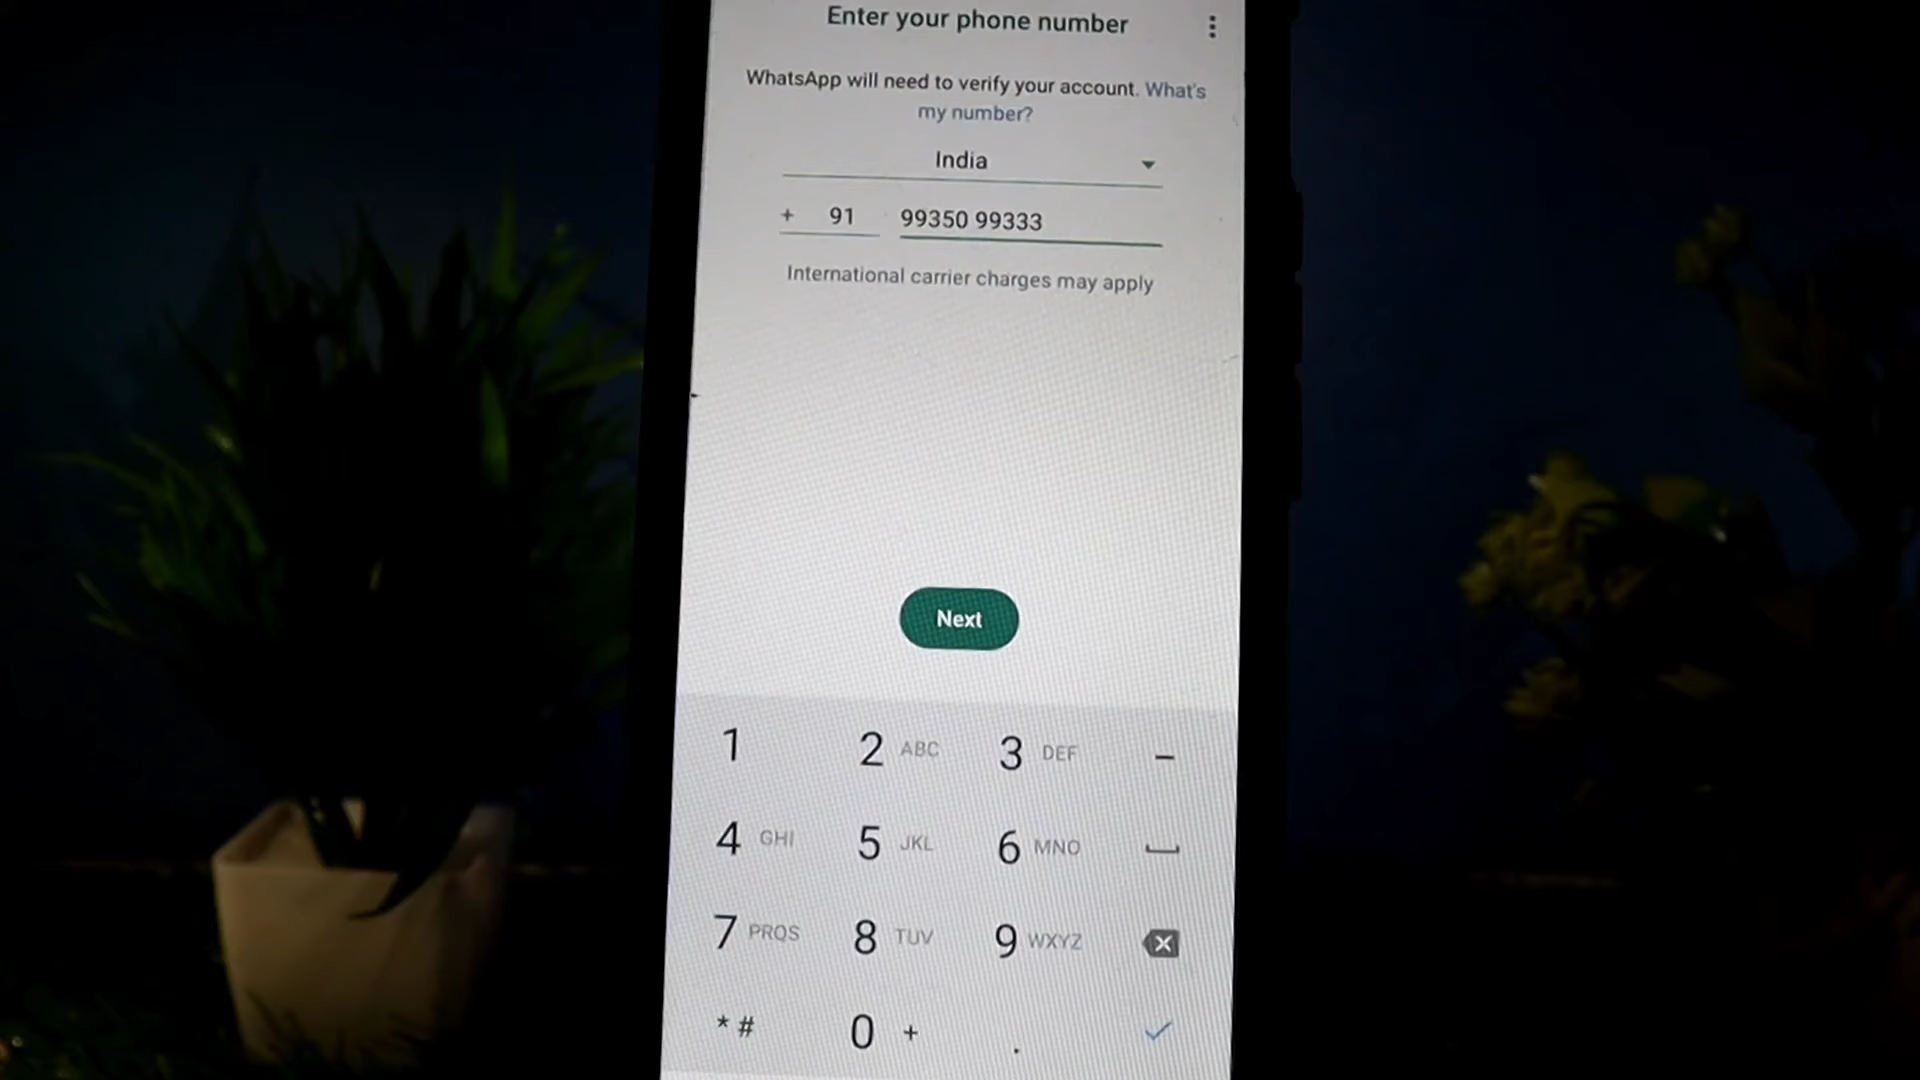 Enter your phone number
WhatsApp will need to verify your account. What's
my number?
India
+ 91 99350 99333
International carrier charges may apply
Next
1 2 ABC 3 DEF -
4 GHI 5 JKL 6 MNO
7 PRQS 8 TUV 9 WXYZ
* # 0 + .